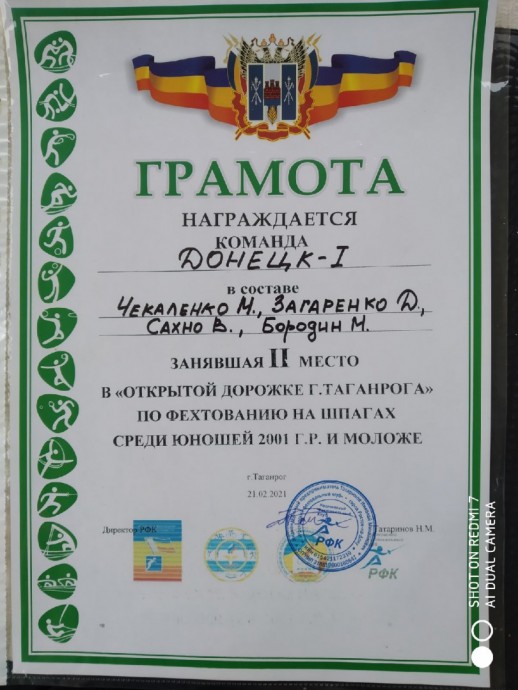 ГРАМОТА
НАГРАЖДАЕТСЯ
КОМАНДА
ДОНЕЦК-I
в составе
Чекаленко М., Загаренко Д.,
Сахно В., Бородин М.
ЗАНЯВШАЯ II МЕСТО
В «ОТКРЫТОЙ ДОРОЖКЕ Г.ТАГАНРОГА»
ПО ФЕХТОВАНИЮ НА ШПАГАХ
СРЕДИ ЮНОШЕЙ 2001 Г.Р. И МОЛОЖЕ
г.Таганрог
21.02.2021
Директор РФК
Татаринов Н.М.
РФК
РФК
SHOT ON REDMI 7
AI DUAL CAMERA